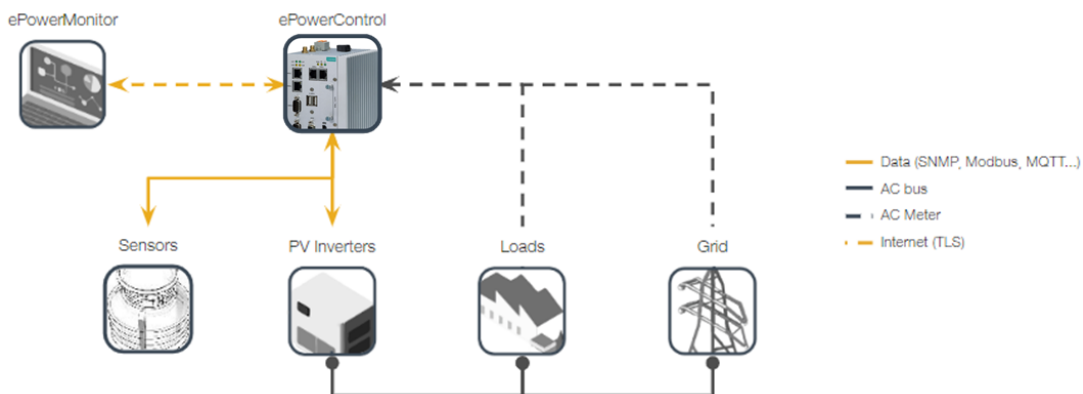 ePowerMonitor
ePowerControl
Data (SNMP, Modbus, MQTT...)
AC bus
AC Meter
Internet (TLS)
Sensors
PV Inverters
Loads
Grid